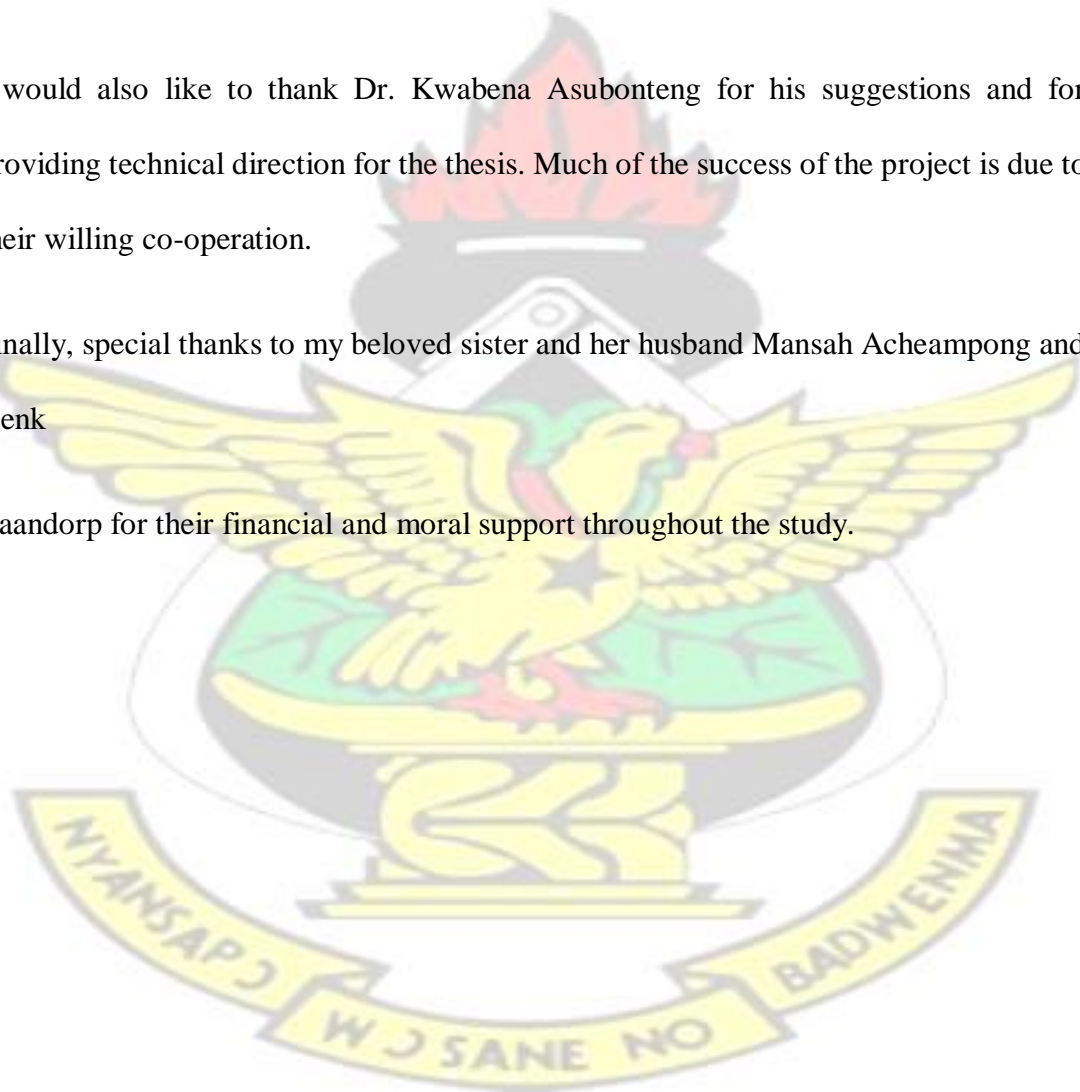 would also like to thank Dr. Kwabena Asubonteng for his suggestions and for
roviding technical direction for the thesis. Much of the success of the project is due to
heir willing co-operation.
nally, special thanks to my beloved sister and her husband Mansah Acheampong and
enk
aandorp for their financial and moral support throughout the study.
NYANSAPƆ
WƆSANE NO
BADWENMA